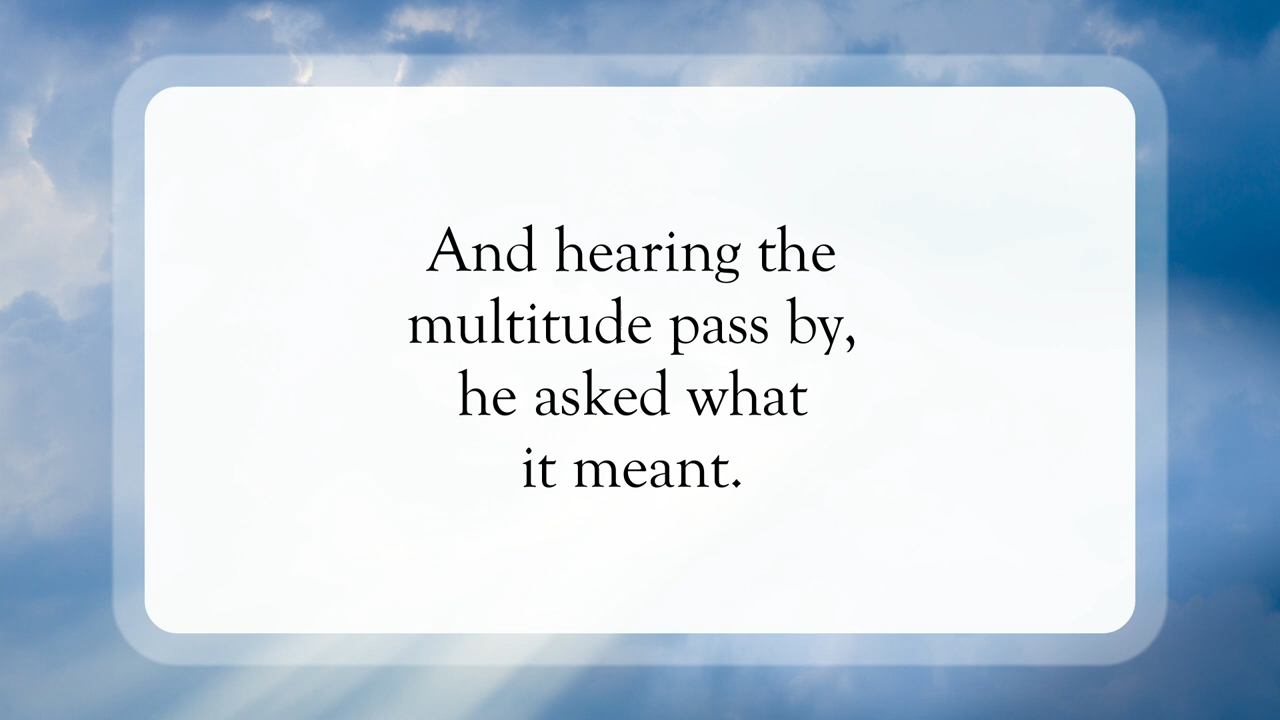 And hearing the
multitude pass by,
he asked what
it meant.